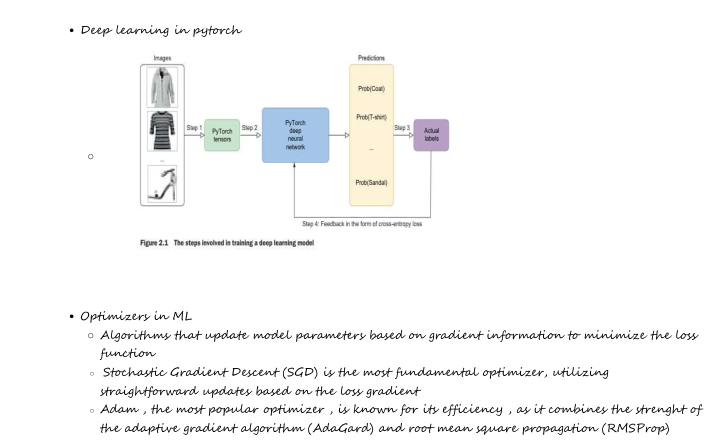 • Deep learning in pytorch
Images
Predictions
Prob(Coat)
Prob(T-shirt)
...
Prob(Sandal)
Step 1
PyTorch
tensors
Step 2
PyTorch
deep
neural
network
Step 3
Actual
labels
...
Step 4: Feedback in the form of cross-entropy loss
Figure 2.1 The steps involved in training a deep learning model
• Optimizers in ML
○ Algorithms that update model parameters based on gradient information to minimize the loss
function
○ Stochastic Gradient Descent (SGD) is the most fundamental optimizer, utilizing
straightforward updates based on the loss gradient
○ Adam , the most popular optimizer , is known for its efficiency , as it combines the strenght of
the adaptive gradient algorithm (AdaGard) and root mean square propagation (RMSProp)